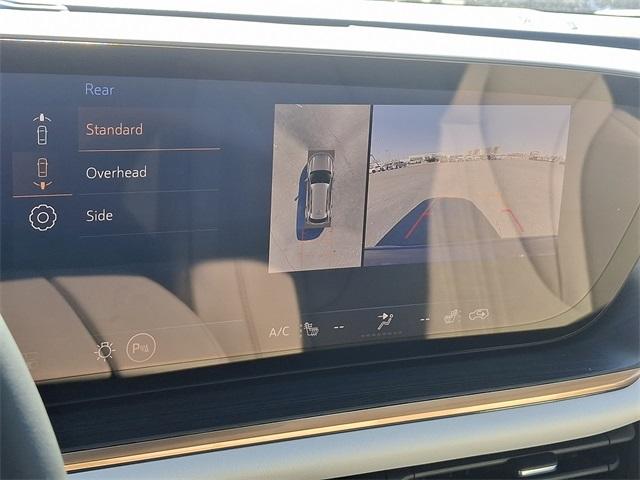 Rear
Standard
Overhead
Side
A/C -- --
P